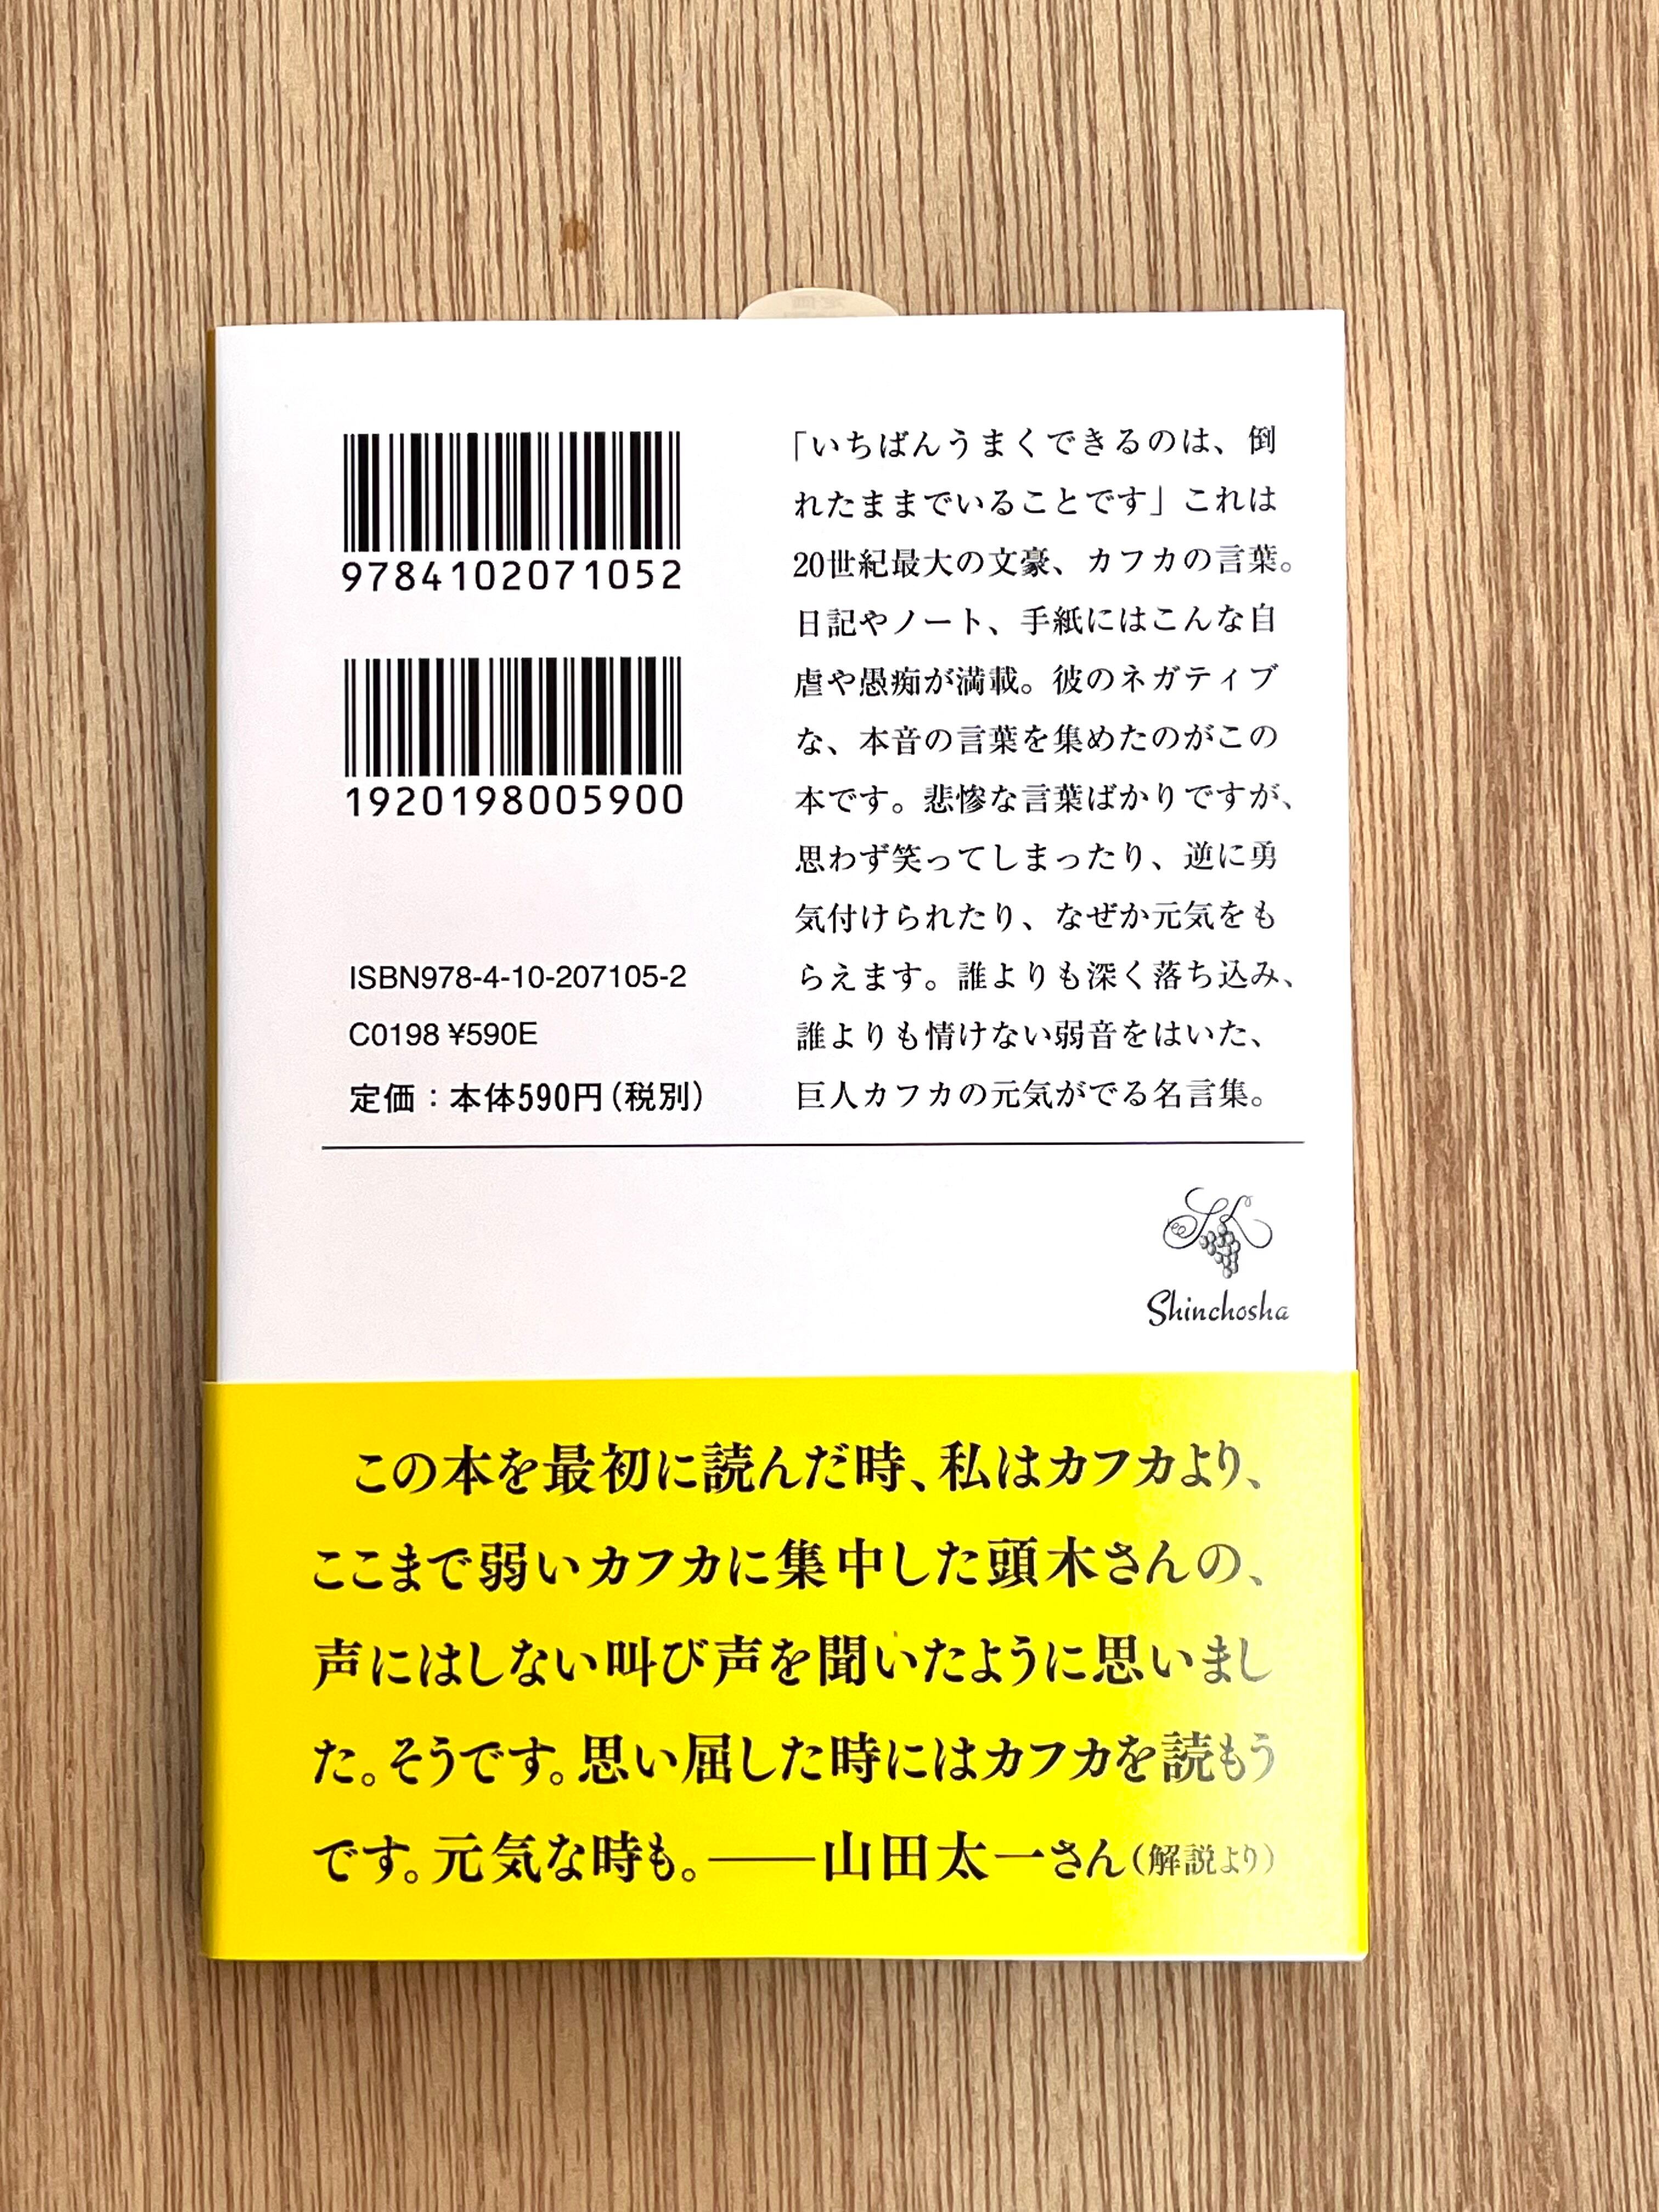 9784102071052
1920198005900
ISBN978-4-10-207105-2
C0198 ¥590E
定価：本体590円（税別）
「いちばんうまくできるのは、倒
れたままでいることです」これは
20世紀最大の文豪、カフカの言葉。
日記やノート、手紙にはこんな自
虐や愚痴が満載。彼のネガティブ
な、本音の言葉を集めたのがこの
本です。悲惨な言葉ばかりですが、
思わず笑ってしまったり、逆に勇
気付けられたり、なぜか元気をも
らえます。誰よりも深く落ち込み、
誰よりも情けない弱音をはいた、
巨人カフカの元気がでる名言集。
Shinchosha
この本を最初に読んだ時、私はカフカより、
ここまで弱いカフカに集中した頭木さんの、
声にはしない叫び声を聞いたように思いまし
た。そうです。思い屈した時にはカフカを読もう
です。元気な時も。――山田太一さん（解説より）